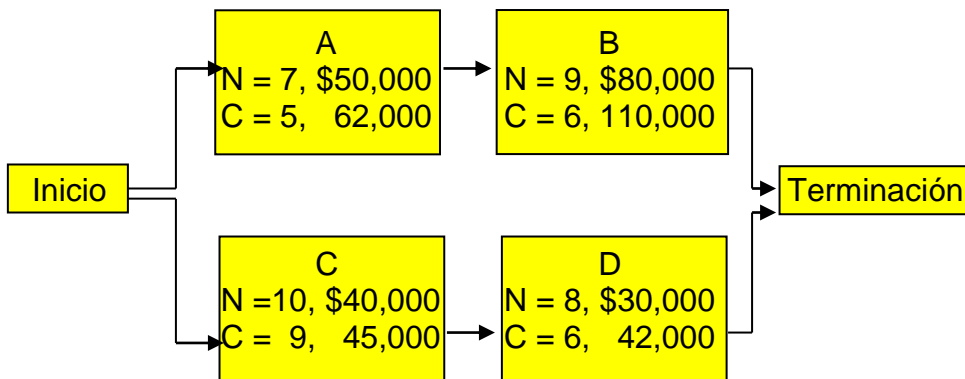 A
N = 7, $50,000
C = 5, 62,000
B
N = 9, $80,000
C = 6, 110,000
Inicio
Terminación
C
N =10, $40,000
C = 9, 45,000
D
N = 8, $30,000
C = 6, 42,000